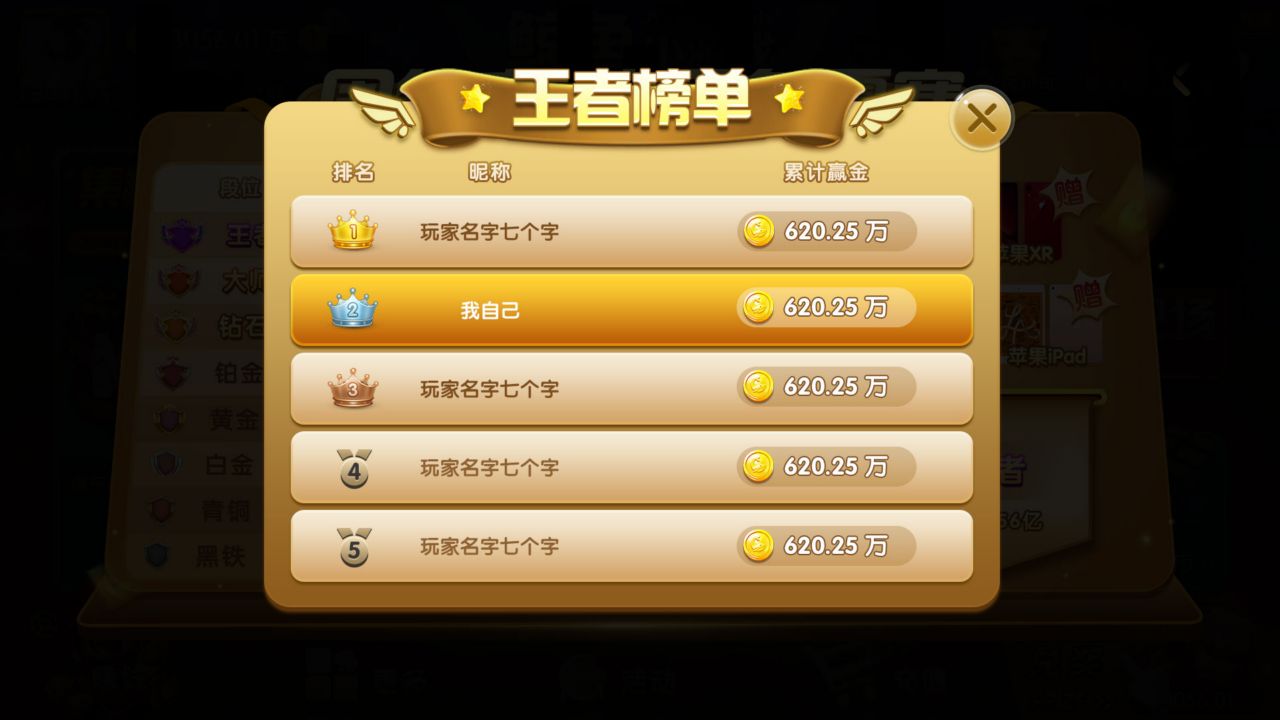 王者榜单
排名 昵称 累计赢金
1 玩家名字七个字 620.25 万
2 我自己 620.25 万
3 玩家名字七个字 620.25 万
4 玩家名字七个字 620.25 万
5 玩家名字七个字 620.25 万
段位
王者
大师
钻石
铂金
黄金
白金
青铜
黑铁
赠
苹果XR
赠
苹果iPad
者
56亿